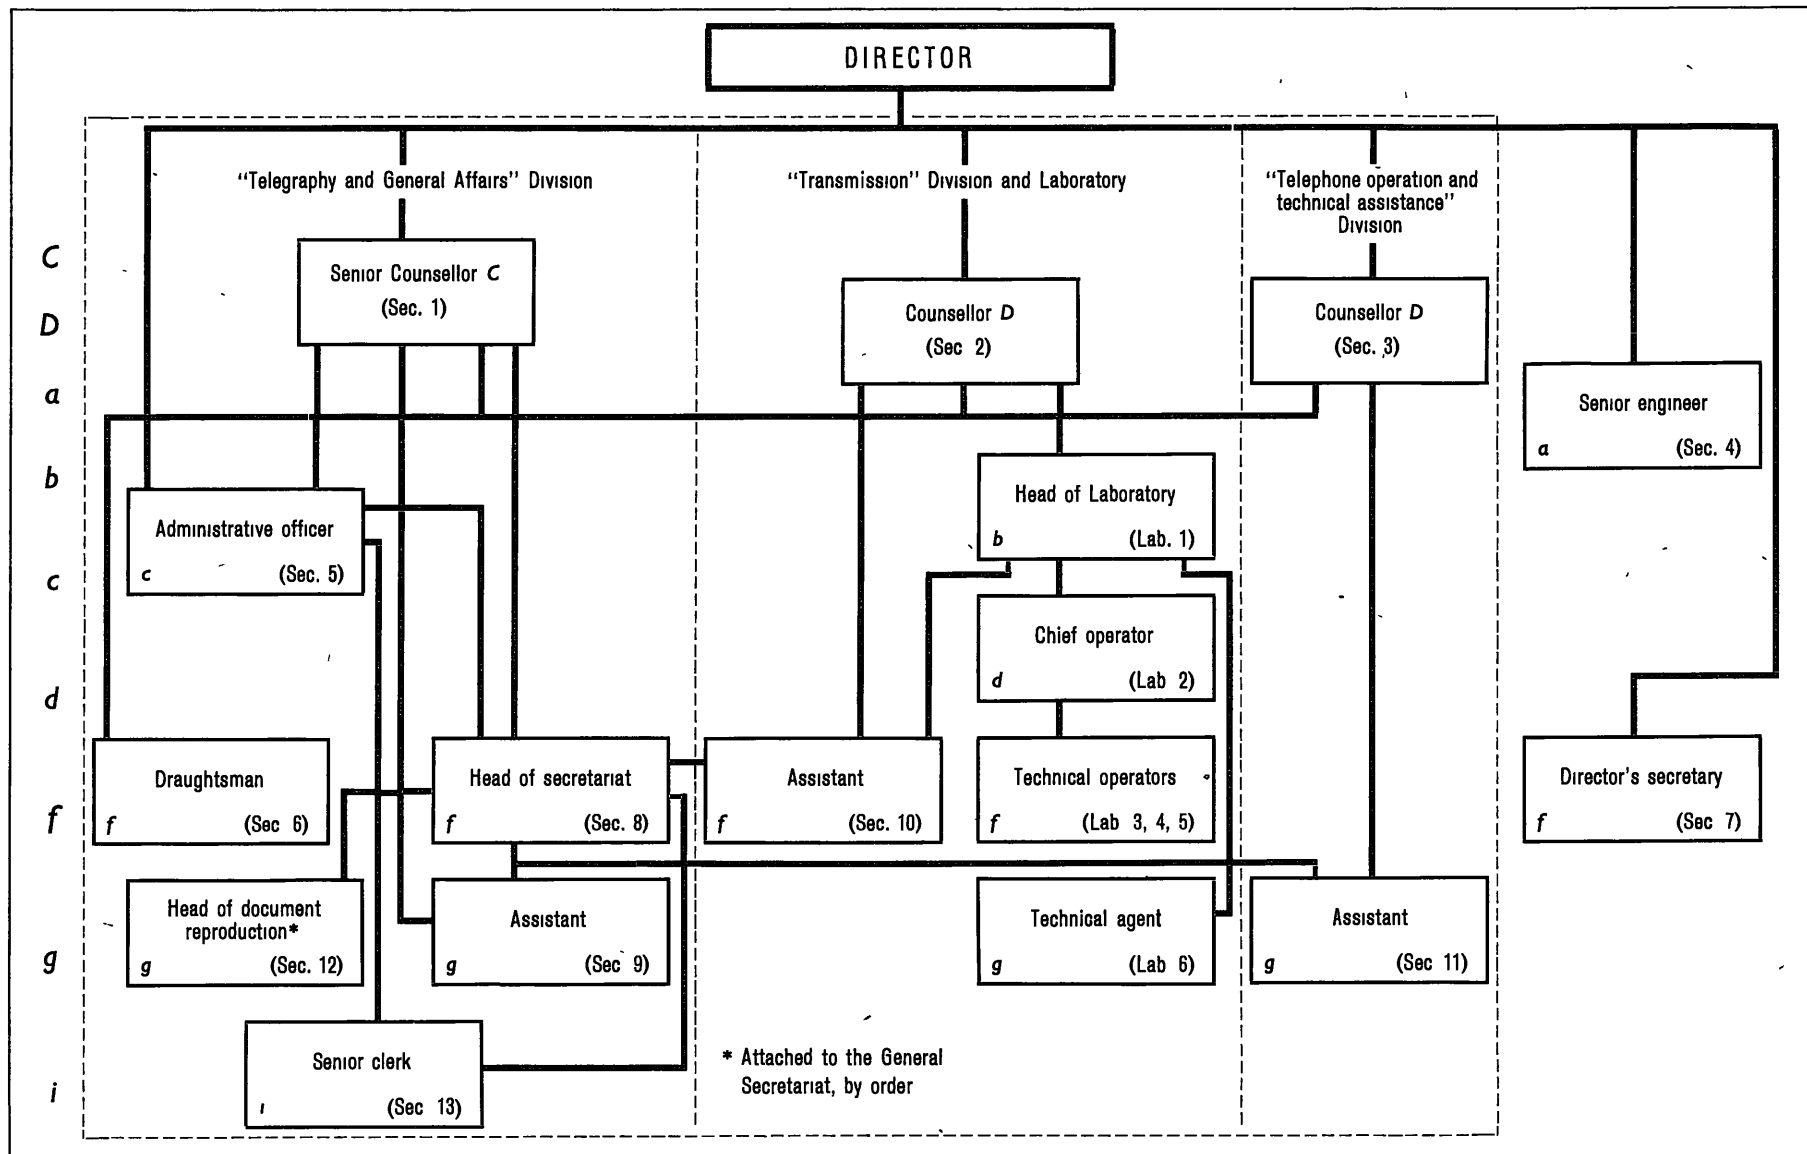 DIRECTOR
"Telegraphy and General Affairs" Division
"Transmission" Division and Laboratory
"Telephone operation and
technical assistance"
Division
C
D
a
b
c
d
f
g
i
Senior Counsellor C
(Sec. 1)
Counsellor D
(Sec 2)
Counsellor D
(Sec. 3)
Senior engineer
a (Sec. 4)
Head of Laboratory
b (Lab. 1)
Administrative officer
c (Sec. 5)
Chief operator
d (Lab 2)
Draughtsman
f (Sec 6)
Head of secretariat
f (Sec. 8)
Assistant
f (Sec. 10)
Technical operators
f (Lab 3, 4, 5)
Director's secretary
f (Sec 7)
Head of document
reproduction*
g (Sec. 12)
Assistant
g (Sec 9)
Technical agent
g (Lab 6)
Assistant
g (Sec 11)
Senior clerk
i (Sec 13)
* Attached to the General
Secretariat, by order